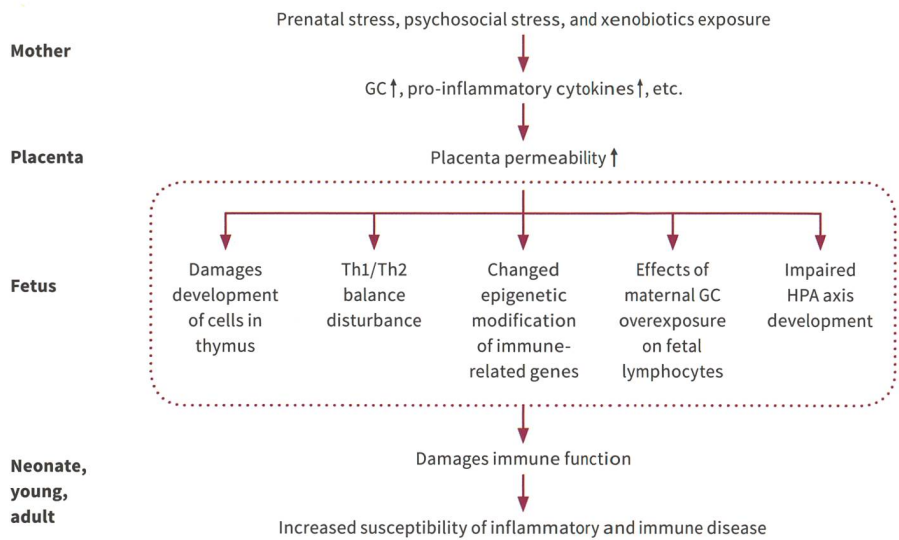 Prenatal stress, psychosocial stress, and xenobiotics exposure
Mother
GC↑, pro-inflammatory cytokines↑, etc.
Placenta
Placenta permeability↑
Fetus
Damages
development
of cells in
thymus
Th1/Th2
balance
disturbance
Changed
epigenetic
modification
of immune-
related genes
Effects of
maternal GC
overexposure
on fetal
lymphocytes
Impaired
HPA axis
development
Neonate,
young,
adult
Damages immune function
Increased susceptibility of inflammatory and immune disease